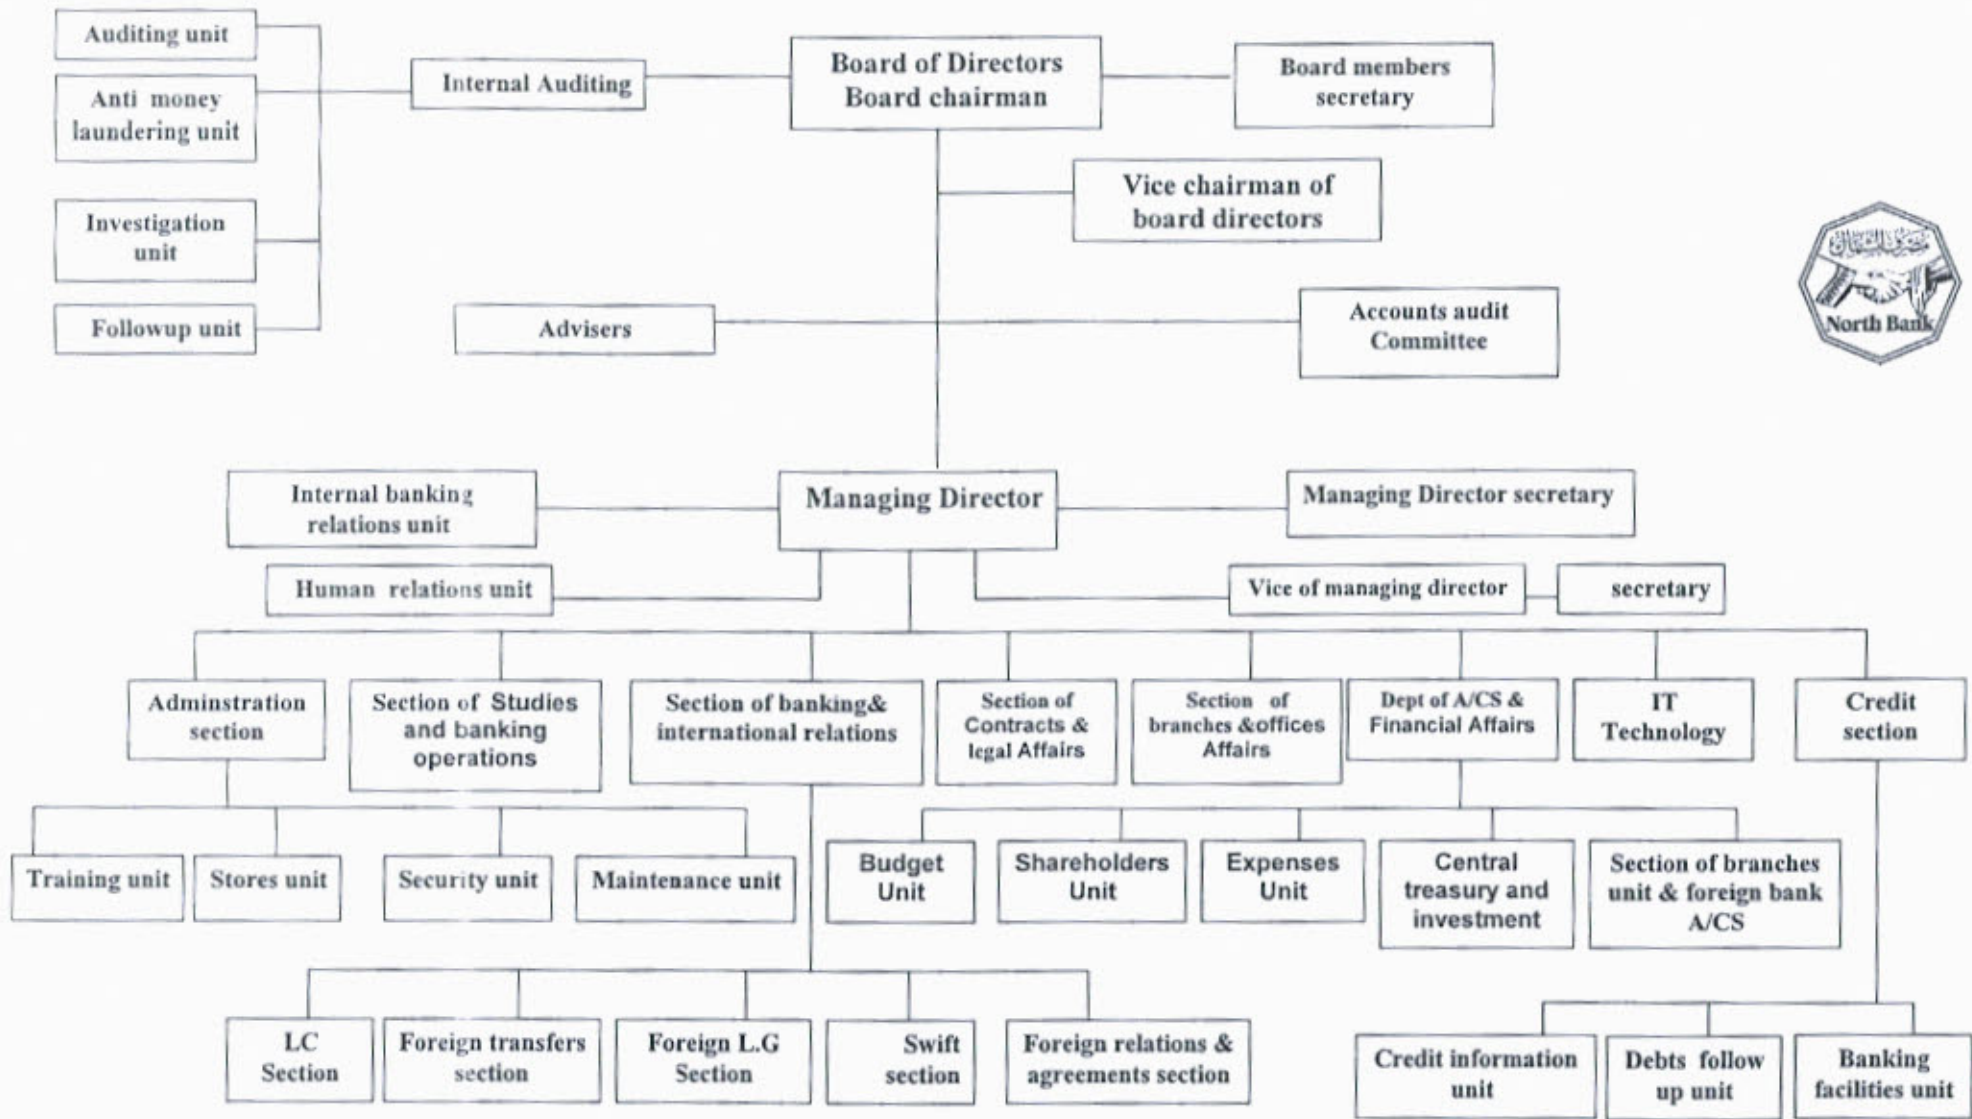 Auditing unit
Anti money
laundering unit
Investigation
unit
Followup unit
Internal Auditing
Board of Directors
Board chairman
Board members
secretary
Vice chairman of
board directors
Advisers
Accounts audit
Committee
مصرف الشمال
North Bank
Internal banking
relations unit
Managing Director
Managing Director secretary
Human relations unit
Vice of managing director
secretary
Adminstration
section
Section of Studies
and banking
operations
Section of banking&
international relations
Section of
Contracts &
legal Affairs
Section of
branches &offices
Affairs
Dept of A/CS &
Financial Affairs
IT
Technology
Credit
section
Training unit
Stores unit
Security unit
Maintenance unit
Budget
Unit
Shareholders
Unit
Expenses
Unit
Central
treasury and
investment
Section of branches
unit & foreign bank
A/CS
LC
Section
Foreign transfers
section
Foreign L.G
Section
Swift
section
Foreign relations &
agreements section
Credit information
unit
Debts follow
up unit
Banking
facilities unit